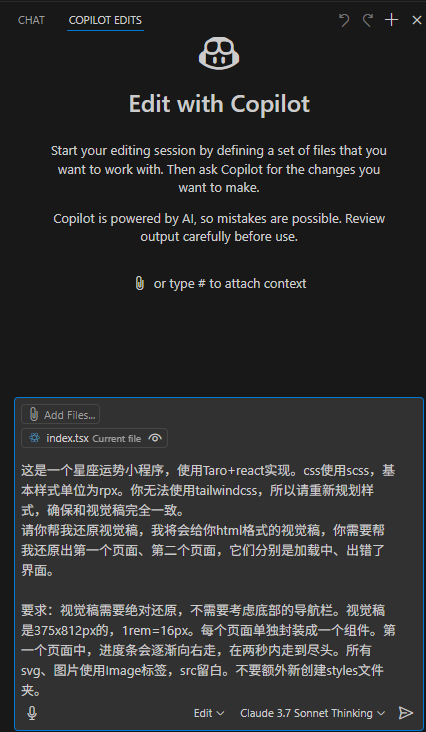 CHAT
COPILOT EDITS
Edit with Copilot
Start your editing session by defining a set of files that you
want to work with. Then ask Copilot for the changes you
want to make.
Copilot is powered by AI, so mistakes are possible. Review
output carefully before use.
or type # to attach context
Add Files...
index.tsx Current file
这是一个星座运势小程序，使用Taro+react实现。css使用scss，基
本样式单位为rpx。你无法使用tailwindcss，所以请重新规划样
式，确保和视觉稿完全一致。
请你帮我还原视觉稿，我将会给你html格式的视觉稿，你需要帮
我还原出第一个页面、第二个页面，它们分别是加载中、出错了
界面。
要求：视觉稿需要绝对还原，不需要考虑底部的导航栏。视觉稿
是375x812px的，1rem=16px。每个页面单独封装成一个组件。第
一个页面中，进度条会逐渐向右走，在两秒内走到尽头。所有
svg、图片使用Image标签，src留白。不要额外新创建styles文件
夹。
Edit
Claude 3.7 Sonnet Thinking